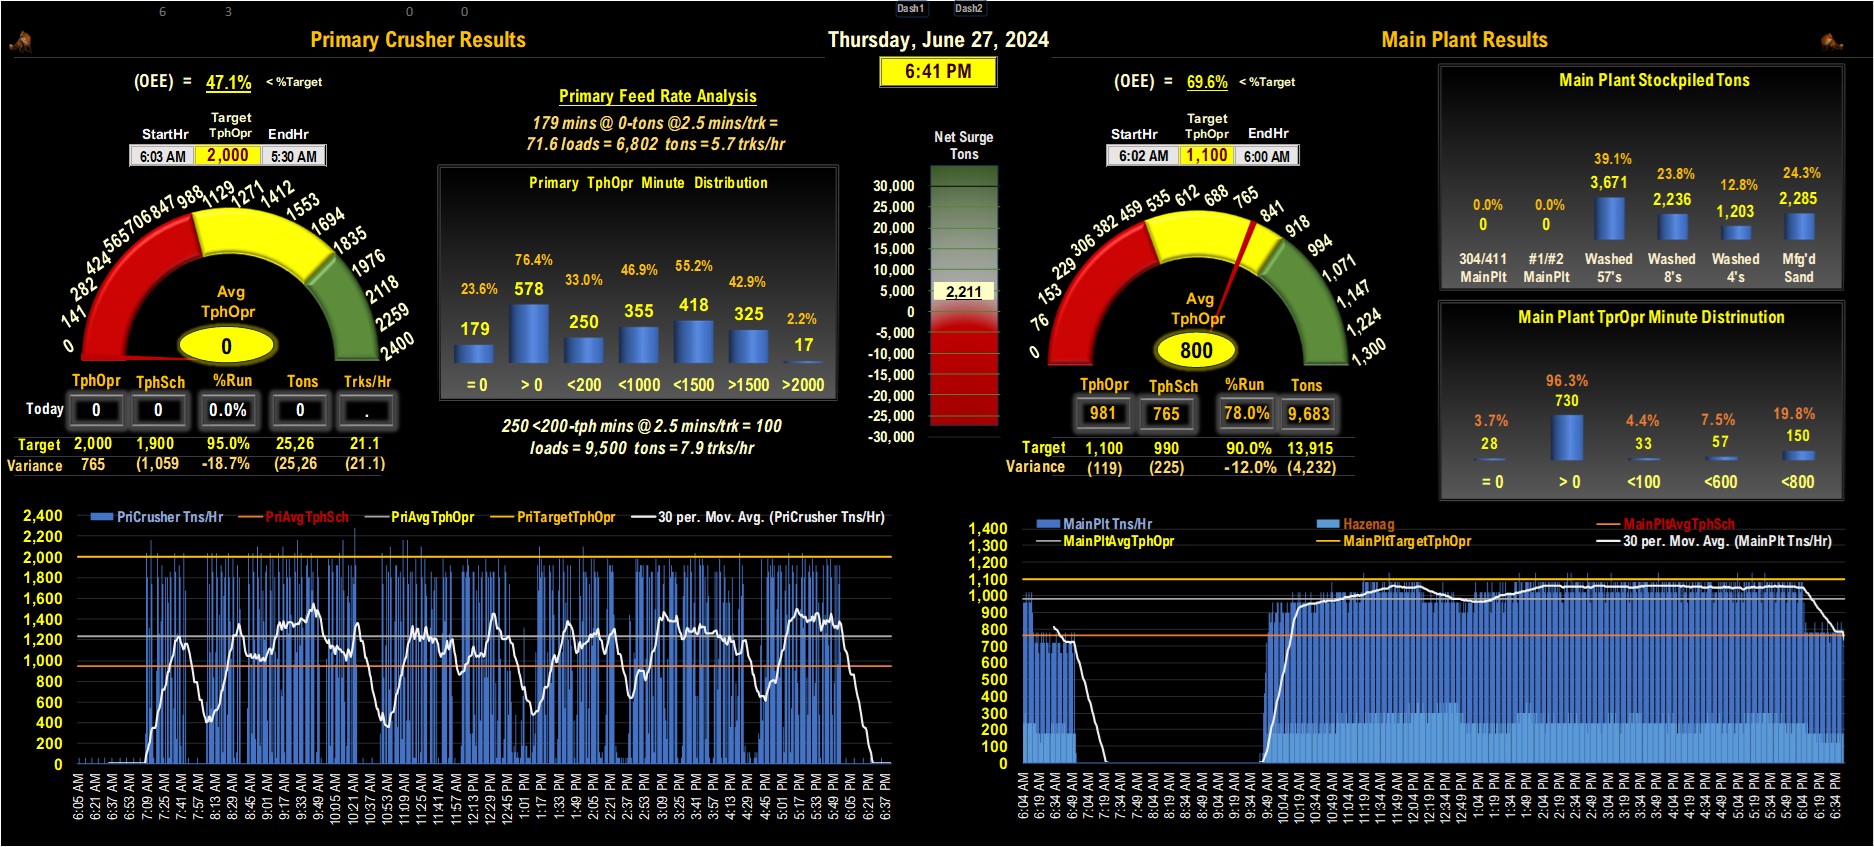 6 3 0 0 Dash1 Dash2
Primary Crusher Results
Thursday, June 27, 2024
Main Plant Results
6:41 PM
(OEE) = 47.1% < %Target
Target
StartHr TphOpr EndHr
6:03 AM 2,000 5:30 AM
0 141 282 424 565 706 847 988 1129 1271 1412 1553 1694 1835 1976 2118 2259 2400
Avg
TphOpr
0
TphOpr TphSch %Run Tons Trks/Hr
Today 0 0 0.0% 0 .
Target 2,000 1,900 95.0% 25,26 21.1
Variance 765 (1,059 -18.7% (25,26 (21.1)
Primary Feed Rate Analysis
179 mins @ 0-tons @2.5 mins/trk =
71.6 loads = 6,802 tons = 5.7 trks/hr
Primary TphOpr Minute Distribution
23.6% 76.4% 33.0% 46.9% 55.2% 42.9% 2.2%
179 578 250 355 418 325 17
= 0 > 0 <200 <1000 <1500 >1500 >2000
250 <200-tph mins @ 2.5 mins/trk = 100
loads = 9,500 tons = 7.9 trks/hr
Net Surge
Tons
30,000
25,000
20,000
15,000
10,000
5,000
2,211
0
-5,000
-10,000
-15,000
-20,000
-25,000
-30,000
(OEE) = 69.6% < %Target
Target
StartHr TphOpr EndHr
6:02 AM 1,100 6:00 AM
0 76 153 229 306 382 459 535 612 688 765 841 918 994 1,071 1,147 1,224 1,300
Avg
TphOpr
800
TphOpr TphSch %Run Tons
981 765 78.0% 9,683
Target 1,100 990 90.0% 13,915
Variance (119) (225) -12.0% (4,232)
Main Plant Stockpiled Tons
0.0% 0.0% 39.1% 23.8% 12.8% 24.3%
0 0 3,671 2,236 1,203 2,285
304/411 #1/#2 Washed Washed Washed Mfg'd
MainPlt MainPlt 57's 8's 4's Sand
Main Plant TprOpr Minute Distrinution
3.7% 96.3% 4.4% 7.5% 19.8%
28 730 33 57 150
= 0 > 0 <100 <600 <800
PriCrusher Tns/Hr PriAvgTphSch PriAvgTphOpr PriTargetTphOpr 30 per. Mov. Avg. (PriCrusher Tns/Hr)
2,400
2,200
2,000
1,800
1,600
1,400
1,200
1,000
800
600
400
200
0
6:05 AM 6:21 AM 6:37 AM 6:53 AM 7:09 AM 7:25 AM 7:41 AM 7:57 AM 8:13 AM 8:29 AM 8:45 AM 9:01 AM 9:17 AM 9:33 AM 9:49 AM 10:05 AM 10:21 AM 10:37 AM 10:53 AM 11:09 AM 11:25 AM 11:41 AM 11:57 AM 12:13 PM 12:29 PM 12:45 PM 1:01 PM 1:17 PM 1:33 PM 1:49 PM 2:05 PM 2:21 PM 2:37 PM 2:53 PM 3:09 PM 3:25 PM 3:41 PM 3:57 PM 4:13 PM 4:29 PM 4:45 PM 5:01 PM 5:17 PM 5:33 PM 5:49 PM 6:05 PM 6:21 PM 6:37 PM
MainPlt Tns/Hr Hazenag MainPltAvgTphSch
MainPltAvgTphOpr MainPltTargetTphOpr 30 per. Mov. Avg. (MainPlt Tns/Hr)
1,400
1,300
1,200
1,100
1,000
900
800
700
600
500
400
300
200
100
0
6:04 AM 6:19 AM 6:34 AM 6:49 AM 7:04 AM 7:19 AM 7:34 AM 7:49 AM 8:04 AM 8:19 AM 8:34 AM 8:49 AM 9:04 AM 9:19 AM 9:34 AM 9:49 AM 10:04 AM 10:19 AM 10:34 AM 10:49 AM 11:04 AM 11:19 AM 11:34 AM 11:49 AM 12:04 PM 12:19 PM 12:34 PM 12:49 PM 1:04 PM 1:19 PM 1:34 PM 1:49 PM 2:04 PM 2:19 PM 2:34 PM 2:49 PM 3:04 PM 3:19 PM 3:34 PM 3:49 PM 4:04 PM 4:19 PM 4:34 PM 4:49 PM 5:04 PM 5:19 PM 5:34 PM 5:49 PM 6:04 PM 6:19 PM 6:34 PM